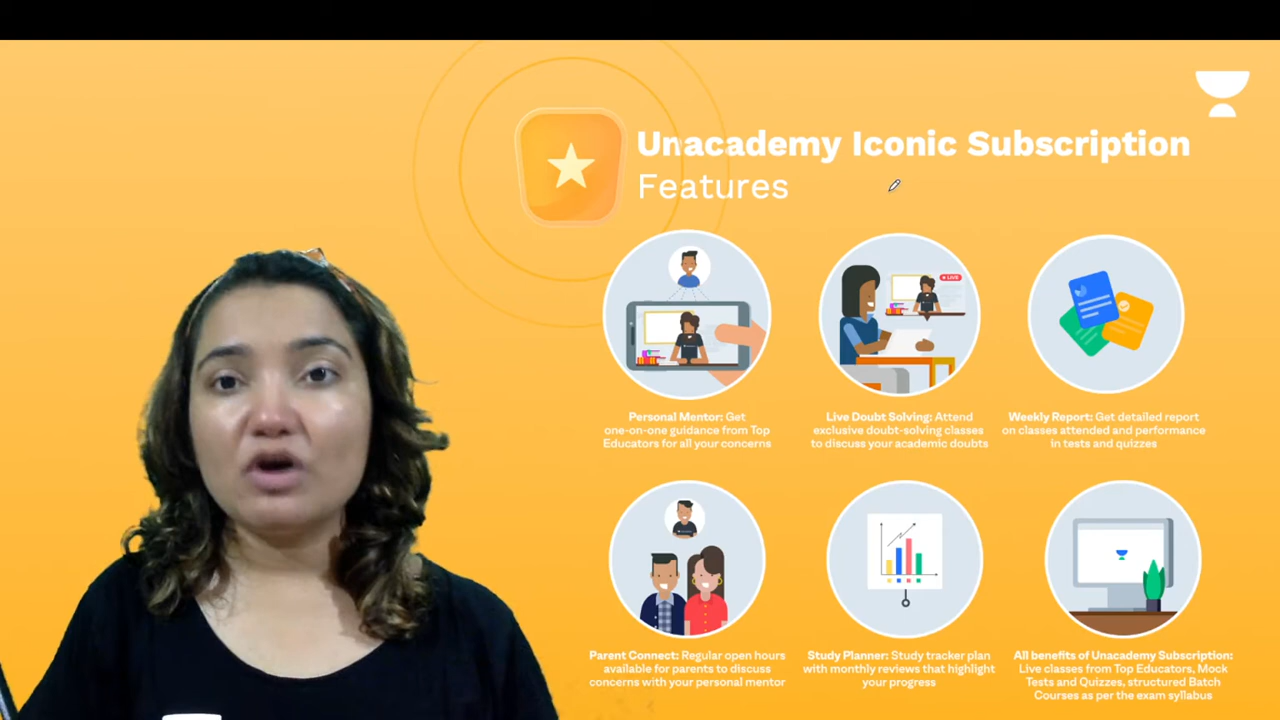 Unacademy Iconic Subscription
Features
LIVE
Personal Mentor: Get
one-on-one guidance from Top
Educators for all your concerns
Live Doubt Solving: Attend
exclusive doubt-solving classes
to discuss your academic doubts
Weekly Report: Get detailed report
on classes attended and performance
in tests and quizzes
Parent Connect: Regular open hours
available for parents to discuss
concerns with your personal mentor
Study Planner: Study tracker plan
with monthly reviews that highlight
your progress
All benefits of Unacademy Subscription:
Live classes from Top Educators, Mock
Tests and Quizzes, structured Batch
Courses as per the exam syllabus